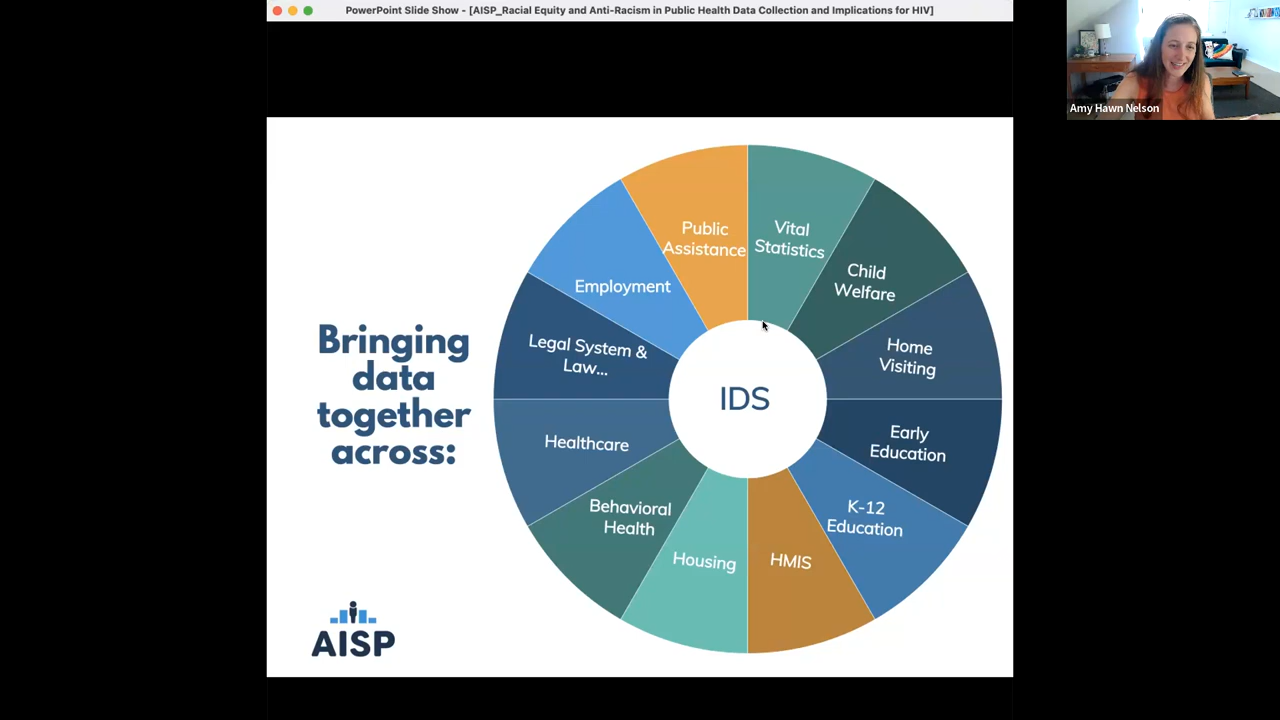 PowerPoint Slide Show - [AISP_Racial Equity and Anti-Racism in Public Health Data Collection and Implications for HIV]
Amy Hawn Nelson
Bringing
data
together
across:
Public
Assistance
Vital
Statistics
Child
Welfare
Home
Visiting
Early
Education
K-12
Education
HMIS
Housing
Behavioral
Health
Healthcare
Legal System &
Law...
Employment
IDS
AISP